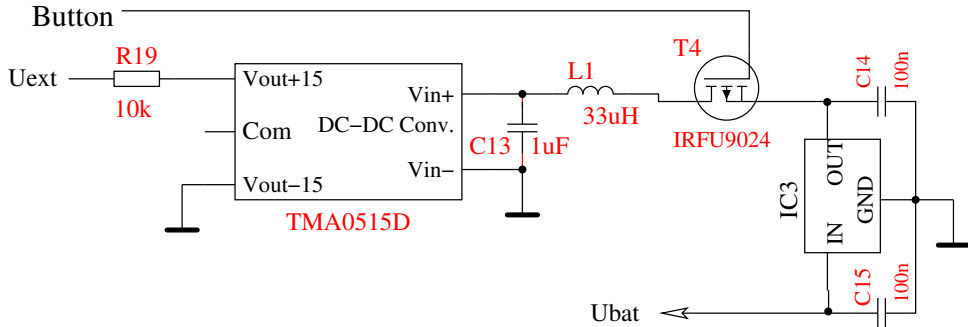 Button
T4
R19
Uext
10k
Vout+15
Com
Vout−15
Vin+
DC−DC Conv.
Vin−
TMA0515D
C13
1uF
L1
33uH
IRFU9024
C14
100n
IC3
OUT
GND
IN
C15
100n
Ubat